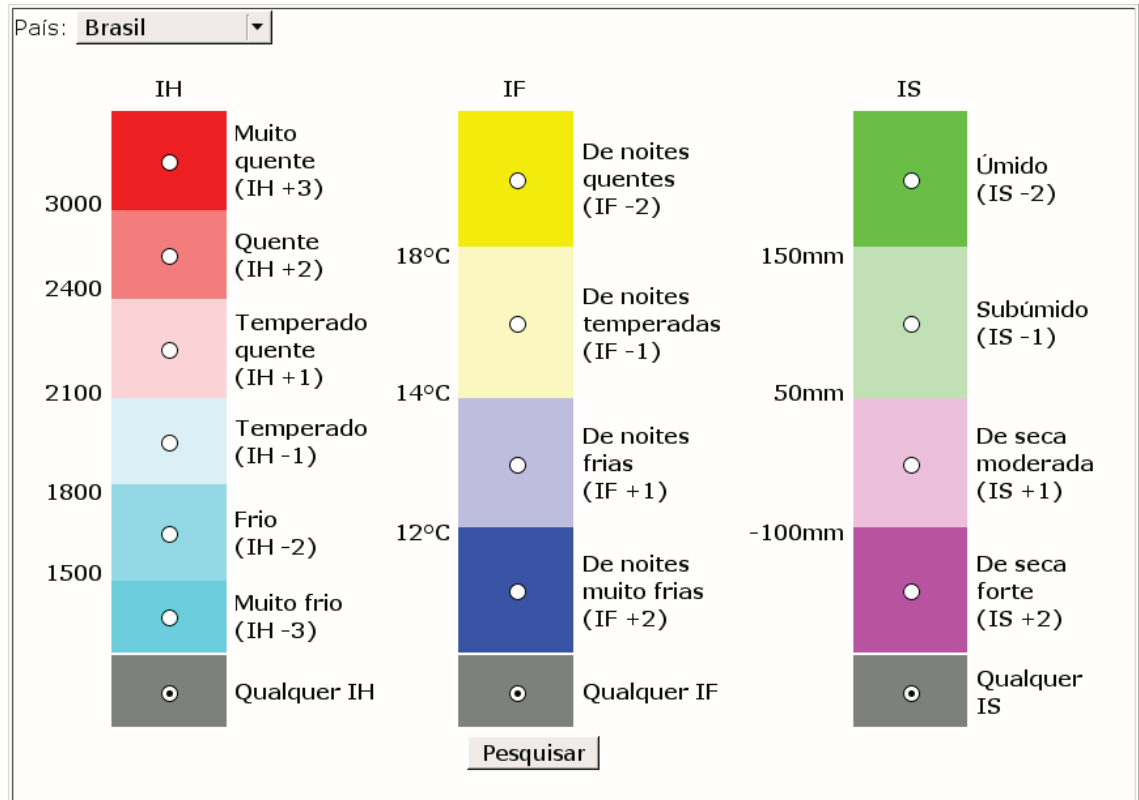 País: Brasil
IH
Muito
quente
(IH +3)
3000
Quente
(IH +2)
2400
Temperado
quente
(IH +1)
2100
Temperado
(IH -1)
1800
Frio
(IH -2)
1500
Muito frio
(IH -3)
Qualquer IH
IF
De noites
quentes
(IF -2)
18°C
De noites
temperadas
(IF -1)
14°C
De noites
frias
(IF +1)
12°C
De noites
muito frias
(IF +2)
Qualquer IF
IS
Úmido
(IS -2)
150mm
Subúmido
(IS -1)
50mm
De seca
moderada
(IS +1)
-100mm
De seca
forte
(IS +2)
Qualquer
IS
Pesquisar